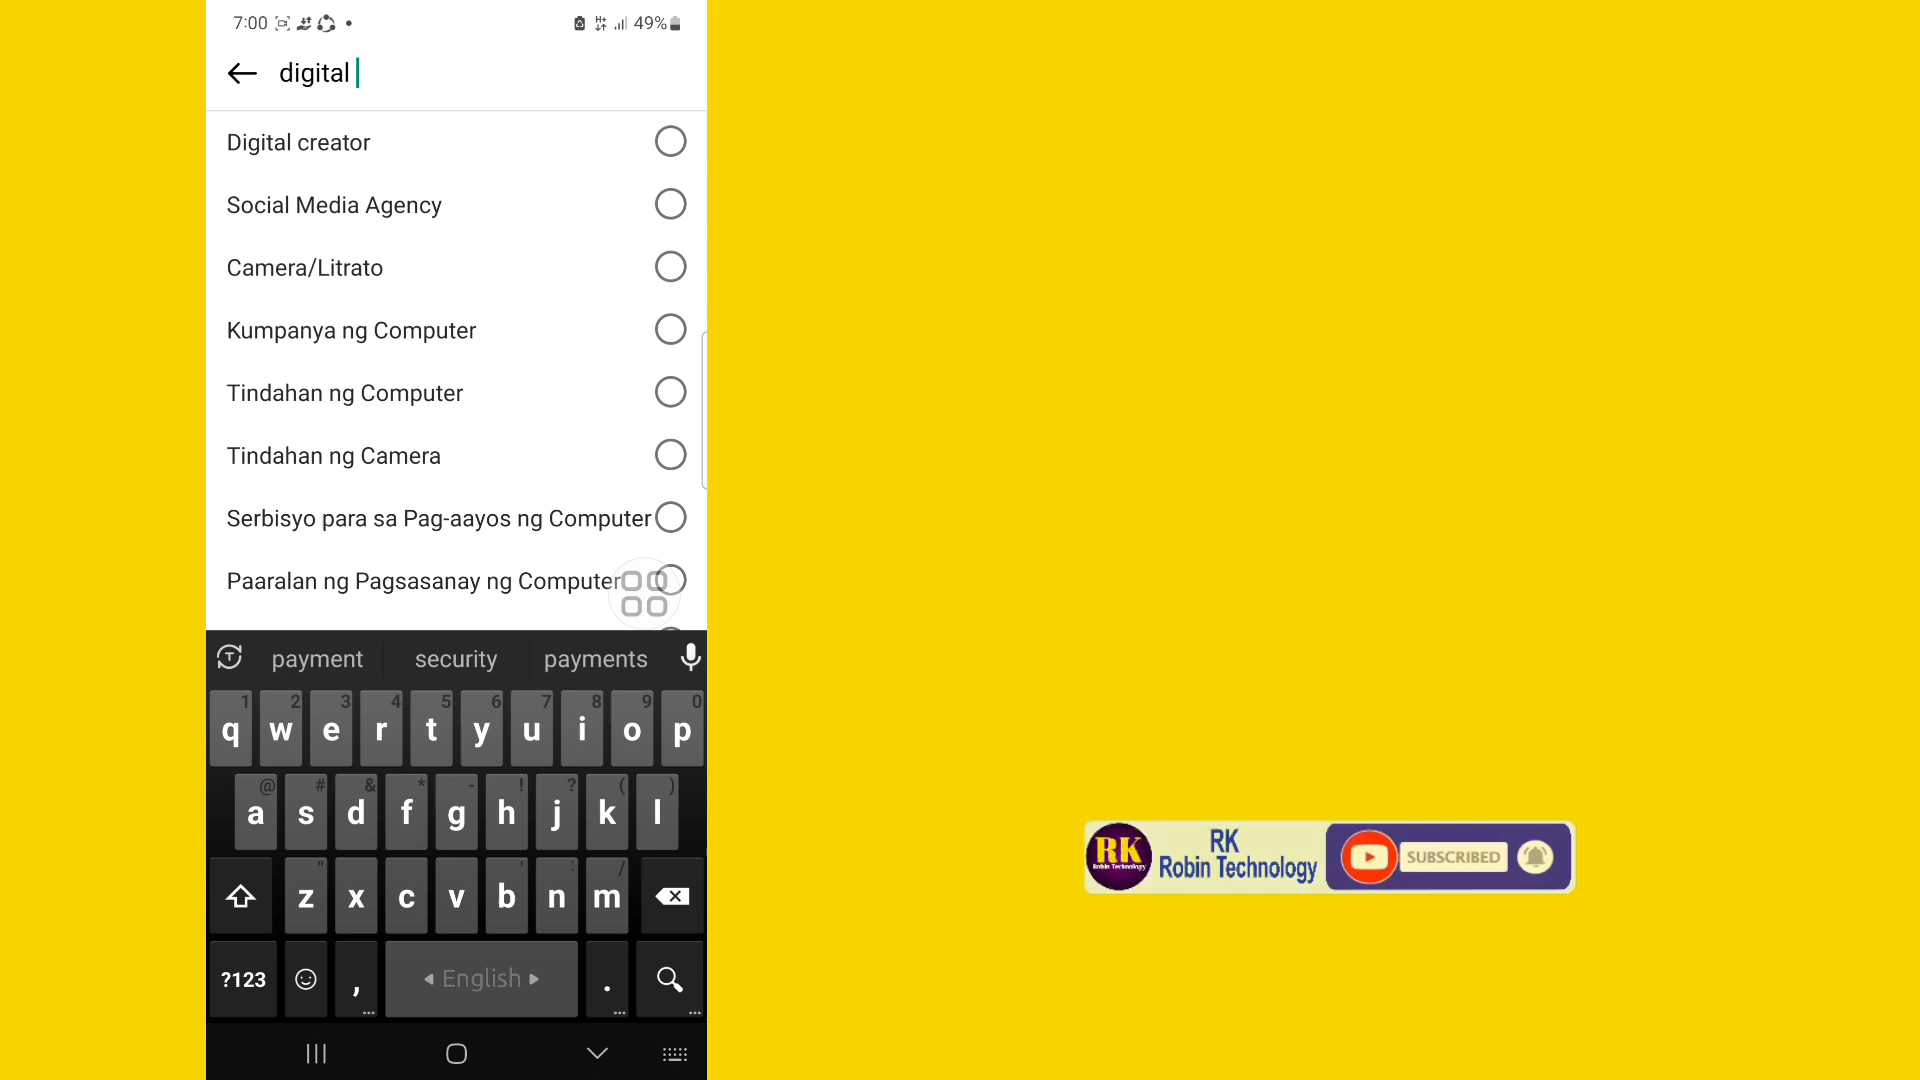 7:00 49%
digital
Digital creator
Social Media Agency
Camera/Litrato
Kumpanya ng Computer
Tindahan ng Computer
Tindahan ng Camera
Serbisyo para sa Pag-aayos ng Computer
Paaralan ng Pagsasanay ng Computer
payment security payments
1 2 3 4 5 6 7 8 9 0
q w e r t y u i o p
@ # & * - ! ? ( )
a s d f g h j k l
" ' : /
z x c v b n m
?123 , English .
RK
Robin Technology
RK
Robin Technology
SUBSCRIBED